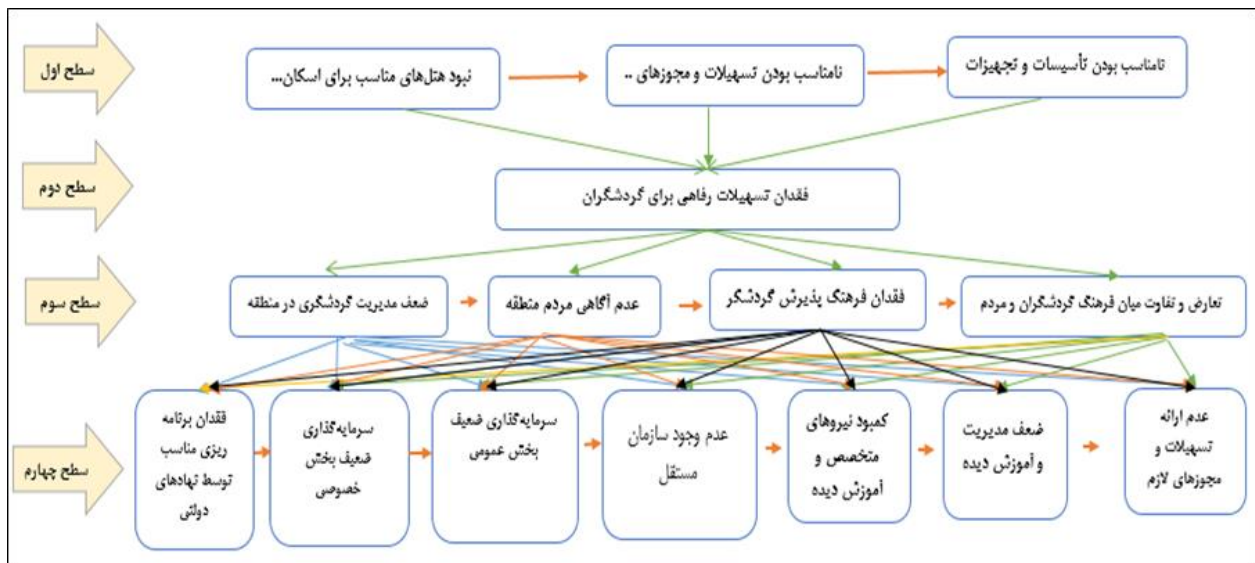 سطح اول
نامناسب بودن تأسیسات و تجهیزات
نامناسب بودن تسهیلات و مجوزهای ..
نبود هتل‌های مناسب برای اسکان...
سطح دوم
فقدان تسهیلات رفاهی برای گردشگران
سطح سوم
تعارض و تفاوت میان فرهنگ گردشگران و مردم
فقدان فرهنگ پذیرش گردشگر
عدم آگاهی مردم منطقه
ضعف مدیریت گردشگری در منطقه
سطح چهارم
عدم ارائه
تسهیلات و
مجوزهای لازم
ضعف مدیریت
و آموزش دیده
کمبود نیروهای
متخصص و
آموزش دیده
عدم وجود سازمان
مستقل
سرمایه‌گذاری ضعیف
بخش عمومی
سرمایه‌گذاری
ضعیف بخش
خصوصی
فقدان برنامه
ریزی مناسب
توسط نهادهای
دولتی